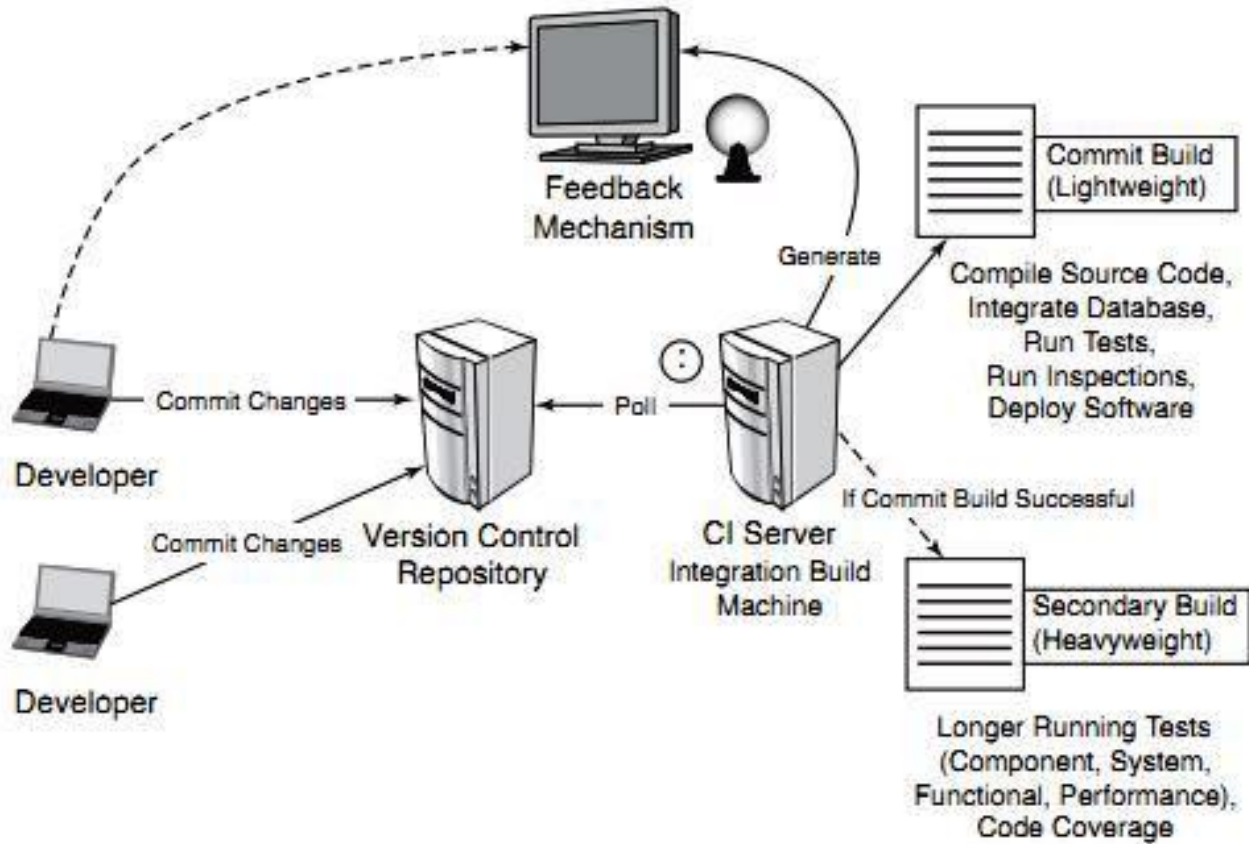 Feedback
Mechanism
Commit Build
(Lightweight)
Generate
Compile Source Code,
Integrate Database,
Run Tests,
Run Inspections,
Deploy Software
Commit Changes
Poll
Developer
If Commit Build Successful
Commit Changes
Version Control
Repository
CI Server
Integration Build
Machine
Secondary Build
(Heavyweight)
Developer
Longer Running Tests
(Component, System,
Functional, Performance),
Code Coverage